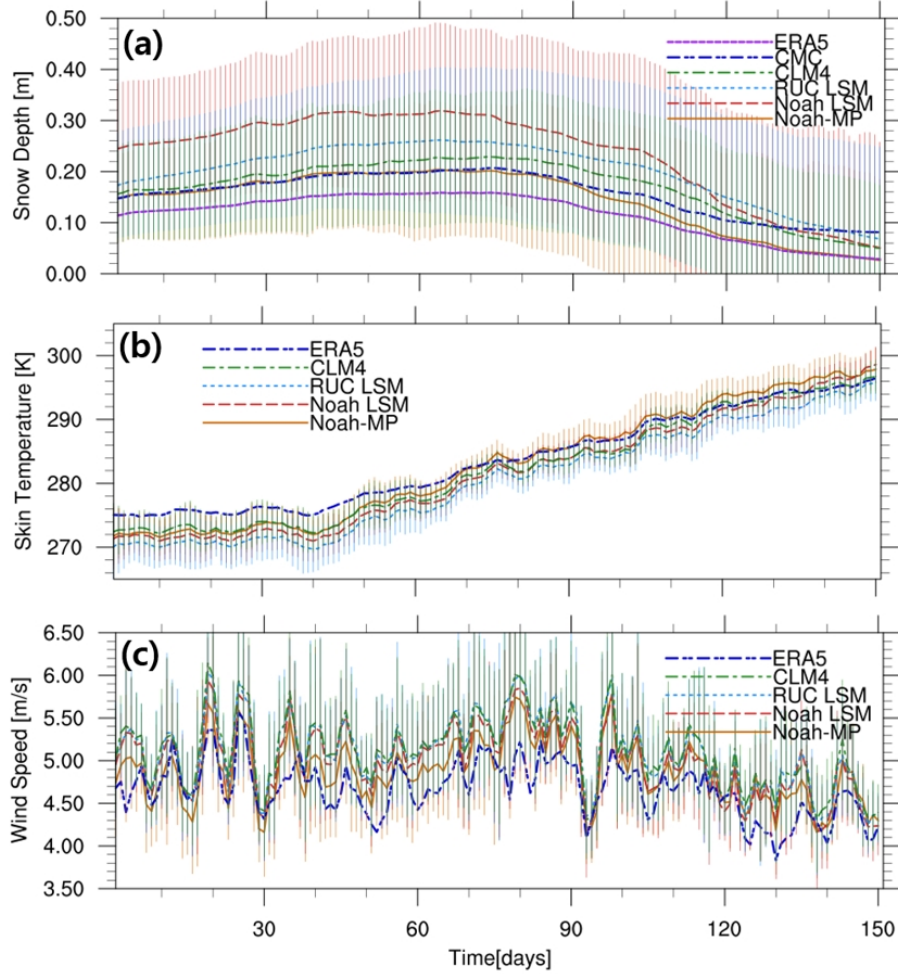 (a)
Snow Depth [m]
0.50
0.40
0.30
0.20
0.10
0.00
ERA5
CMC
CLM4
RUC LSM
Noah LSM
Noah-MP
(b)
Skin Temperature [K]
300
290
280
270
ERA5
CLM4
RUC LSM
Noah LSM
Noah-MP
(c)
Wind Speed [m/s]
6.50
6.00
5.50
5.00
4.50
4.00
3.50
ERA5
CLM4
RUC LSM
Noah LSM
Noah-MP
30 60 90 120 150
Time[days]